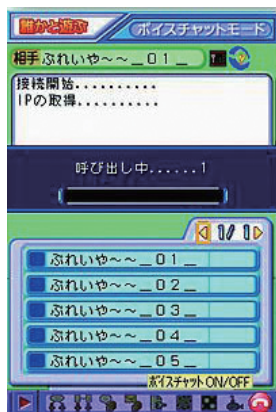 誰かと遊ぶ ボイスチャットモード
相手 ぷれいや～～＿０１＿
接続開始..........
IPの取得..........
呼び出し中......1
1/1
ぷれいや～～＿０１＿
ぷれいや～～＿０２＿
ぷれいや～～＿０３＿
ぷれいや～～＿０４＿
ぷれいや～～＿０５＿
ボイスチャットON/OFF